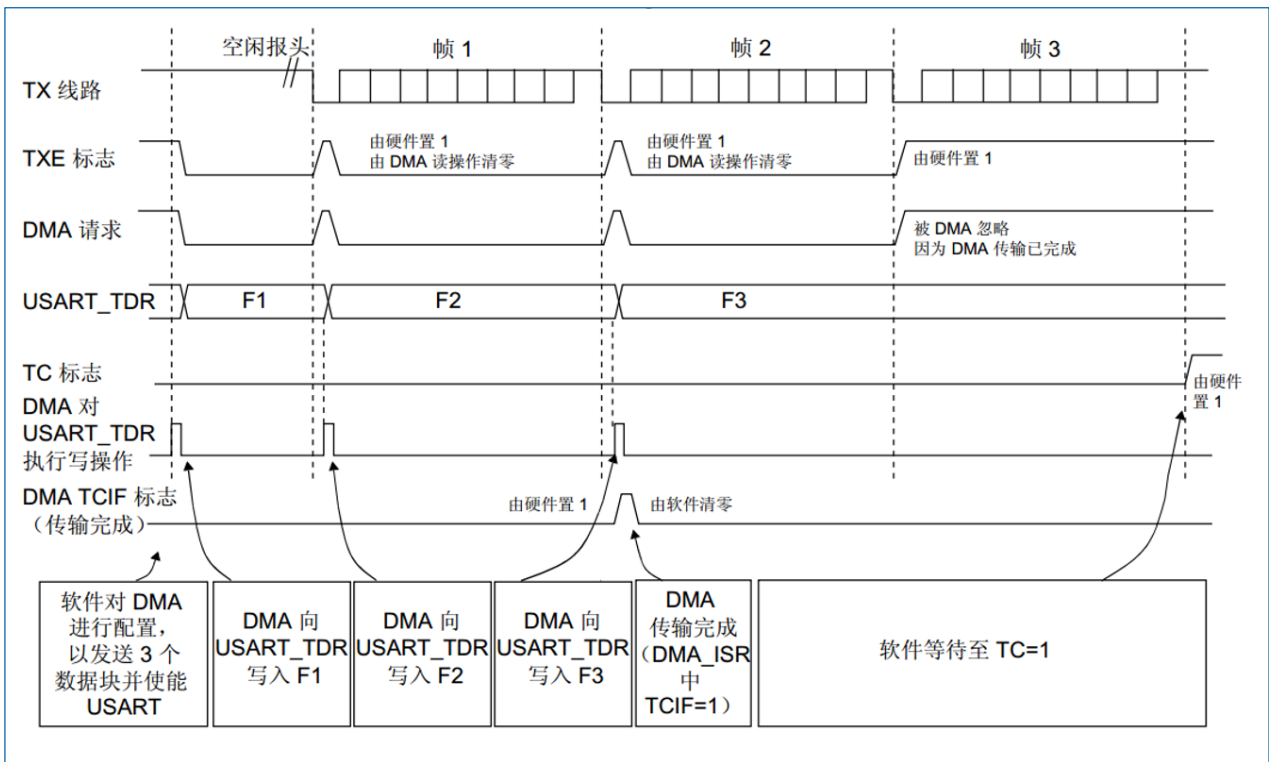 空闲报头
帧 1
帧 2
帧 3
TX 线路
TXE 标志
由硬件置 1
由 DMA 读操作清零
由硬件置 1
由 DMA 读操作清零
由硬件置 1
DMA 请求
被 DMA 忽略
因为 DMA 传输已完成
USART_TDR
F1
F2
F3
TC 标志
由硬件
置 1
DMA 对
USART_TDR
执行写操作
DMA TCIF 标志
（传输完成）
由硬件置 1
由软件清零
软件对 DMA
进行配置，
以发送 3 个
数据块并使能
USART
DMA 向
USART_TDR
写入 F1
DMA 向
USART_TDR
写入 F2
DMA 向
USART_TDR
写入 F3
DMA
传输完成
（DMA_ISR
中
TCIF=1）
软件等待至 TC=1